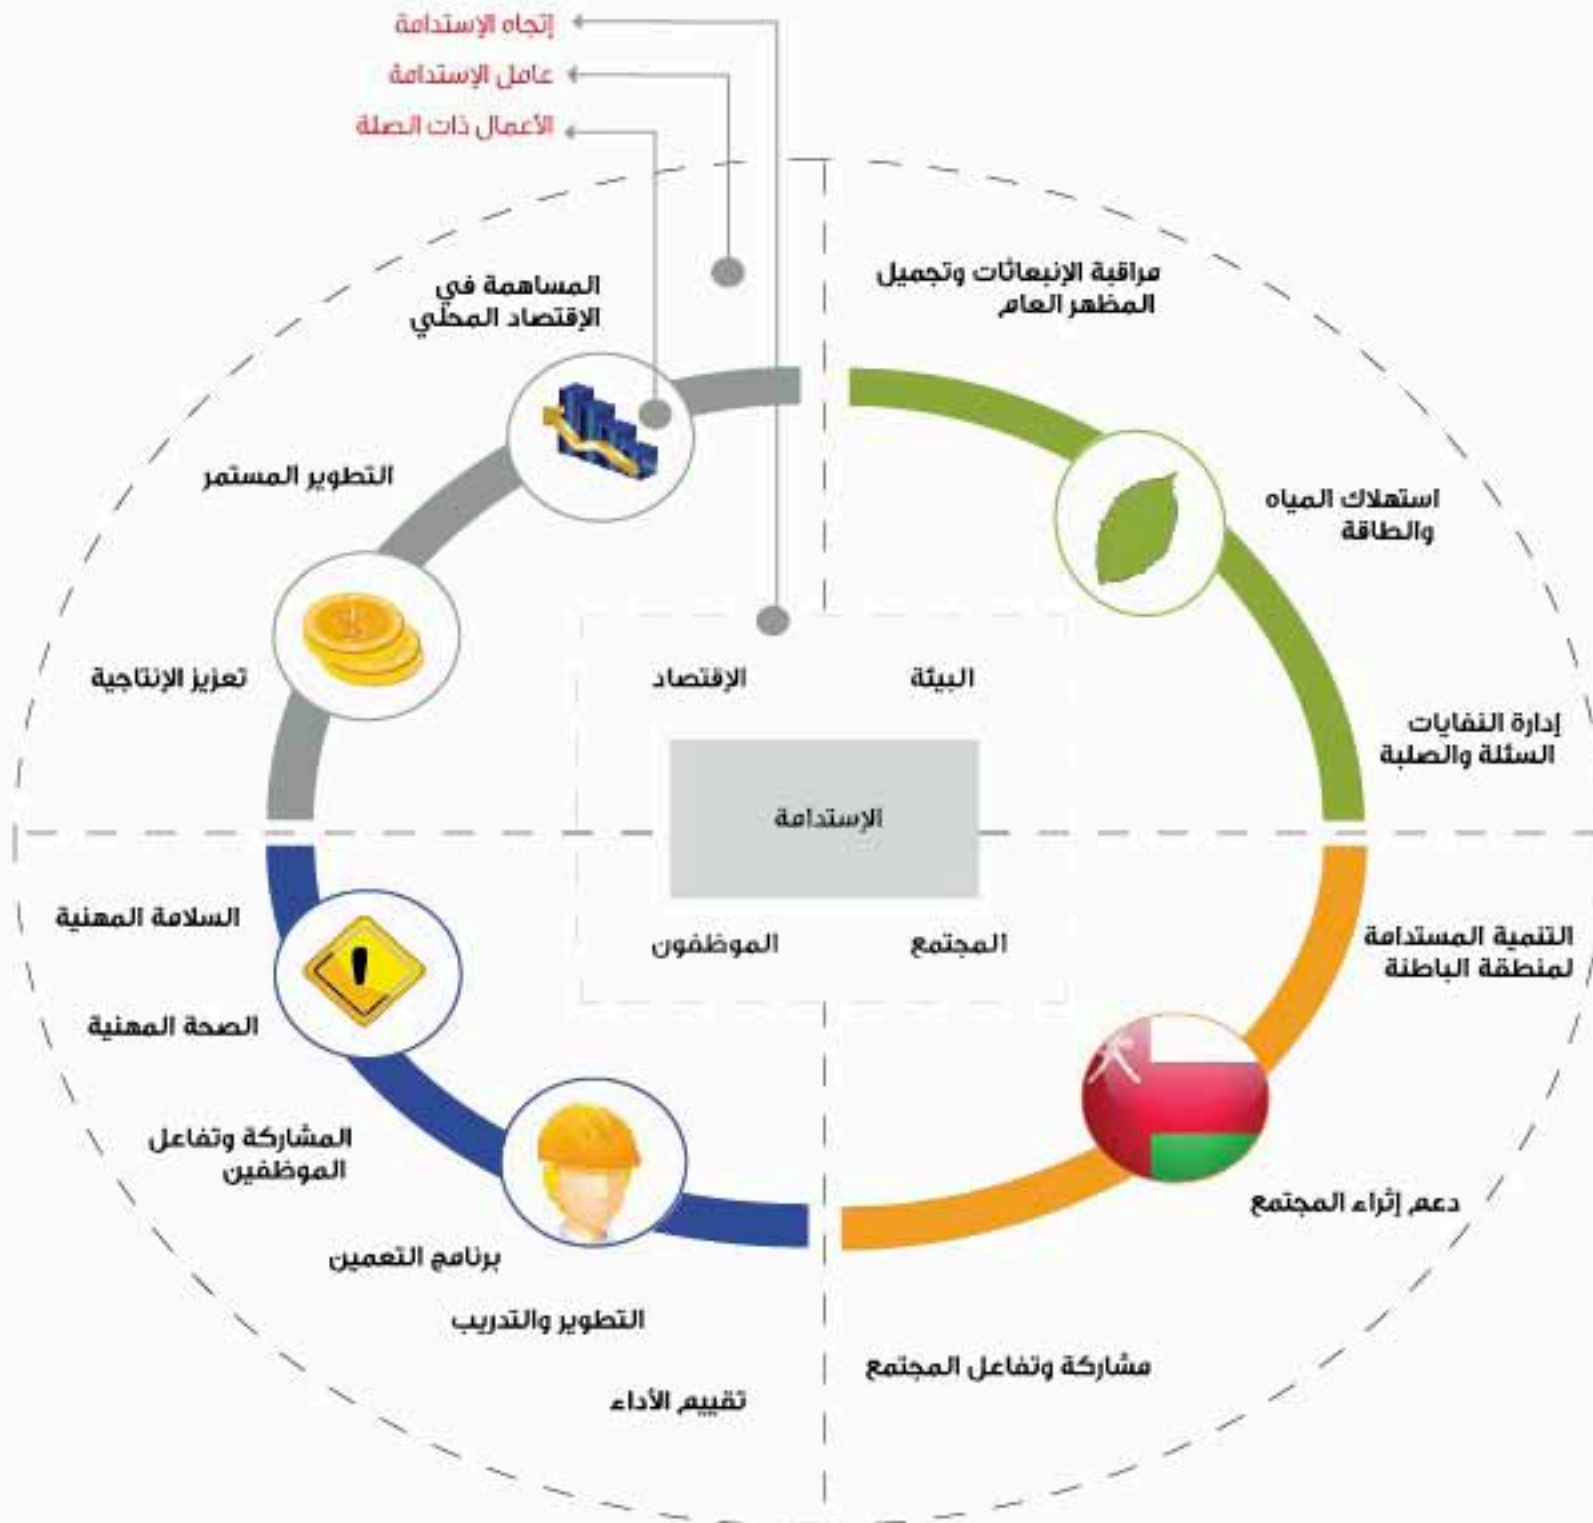 إتجاه الإستدامة
عامل الإستدامة
الأعمال ذات الصلة
مراقبة الإنبعاثات وتجميل
المظهر العام
استهلاك المياه
والطاقة
إدارة النفايات
السئلة والصلبة
المساهمة في
الإقتصاد المحلي
التطوير المستمر
تعزيز الإنتاجية
البيئة
الإقتصاد
الإستدامة
المجتمع
الموظفون
التنمية المستدامة
لمنطقة الباطنة
دعم إثراء المجتمع
مشاركة وتفاعل المجتمع
السلامة المهنية
الصحة المهنية
المشاركة وتفاعل
الموظفين
برنامج التعمين
التطوير والتدريب
تقييم الأداء